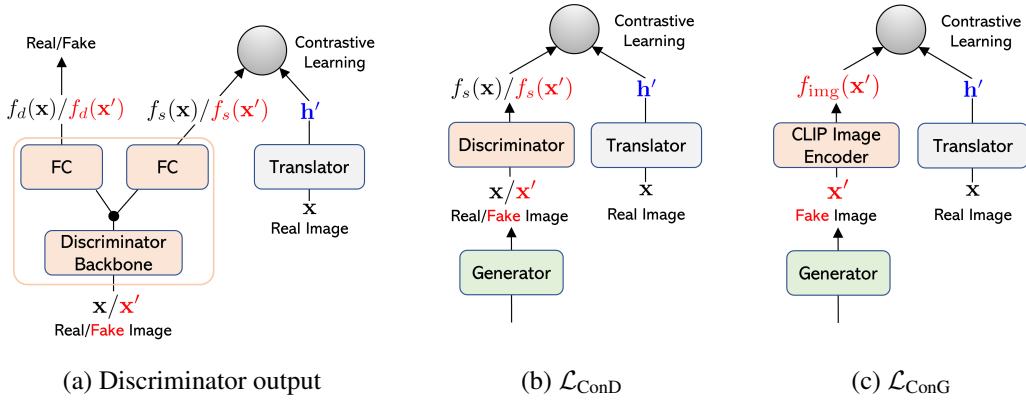 Real/Fake
Contrastive
Learning
f_d(x)/f_d(x′)
f_s(x)/f_s(x′)
h′
FC
FC
Translator
x
Real Image
Discriminator
Backbone
x/x′
Real/Fake Image
(a) Discriminator output
Contrastive
Learning
f_s(x)/f_s(x′)
h′
Discriminator
Translator
x/x′
x
Real/Fake Image
Real Image
Generator
(b) ℒ_ConD
Contrastive
Learning
f_img(x′)
h′
CLIP Image
Encoder
Translator
x′
x
Fake Image
Real Image
Generator
(c) ℒ_ConG